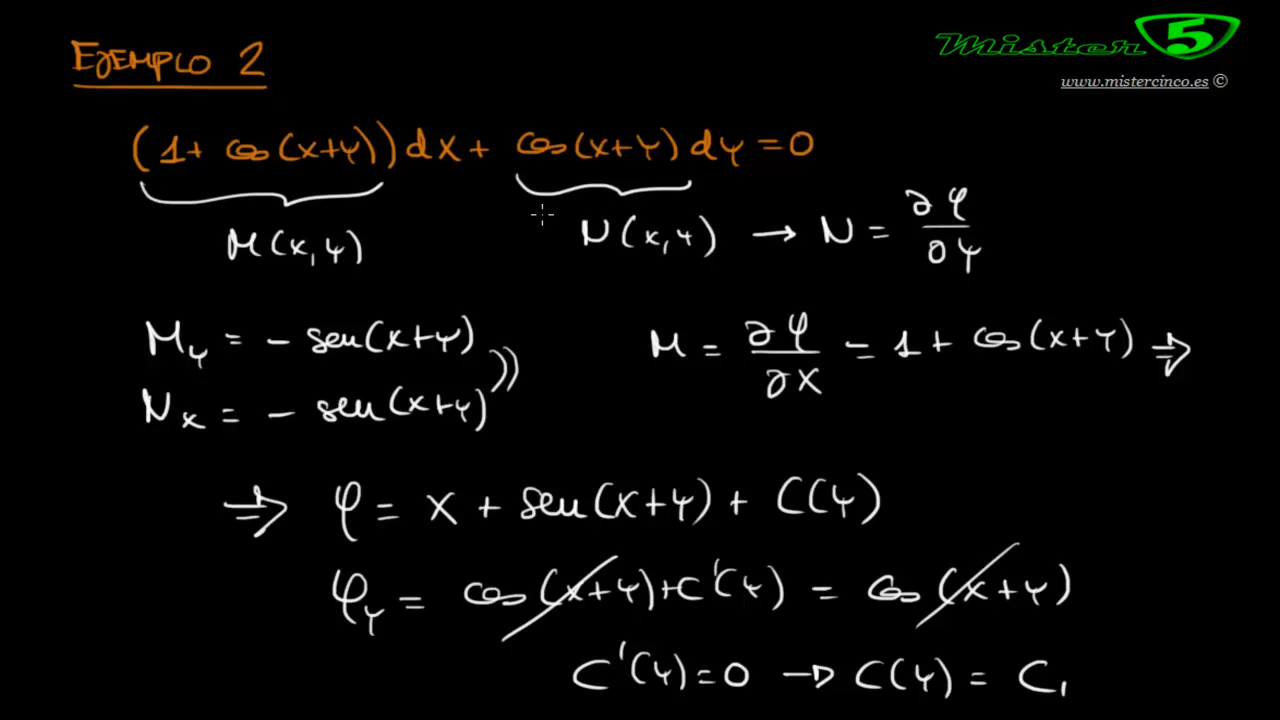 EJEMPLO 2
Mister 5
www.mistercinco.es ©
(1 + cos(x+y)) dx + cos(x+y) dy = 0
M(x,y)
N(x,y) → N = ∂φ/∂y
M_y = - sen(x+y)
N_x = - sen(x+y)
M = ∂φ/∂x = 1 + cos(x+y) ⇒
⇒ φ = x + sen(x+y) + C(y)
φ_y = cos(x+y) + C'(y) = cos(x+y)
C'(y) = 0 → C(y) = C₁